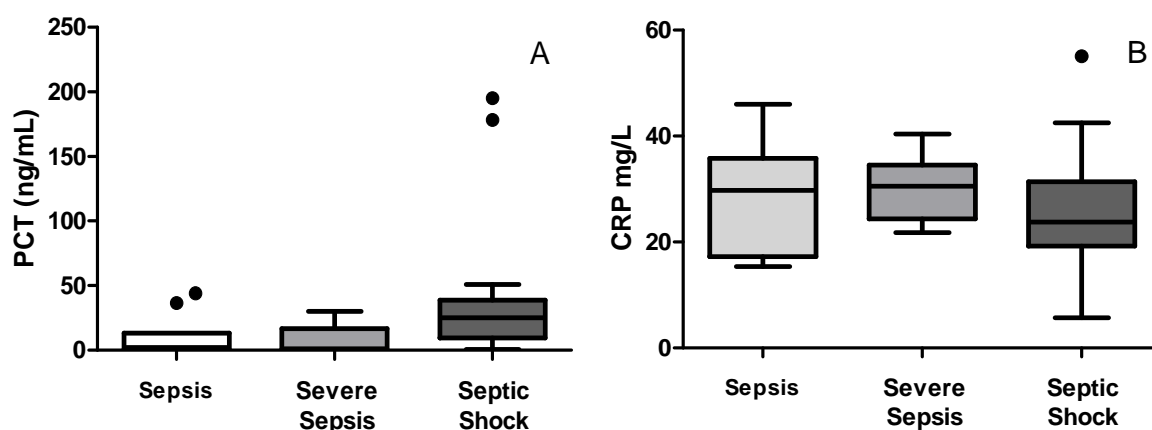 A
PCT (ng/mL)
250
200
150
100
50
0
Sepsis
Severe
Sepsis
Septic
Shock
B
CRP mg/L
60
40
20
0
Sepsis
Severe
Sepsis
Septic
Shock